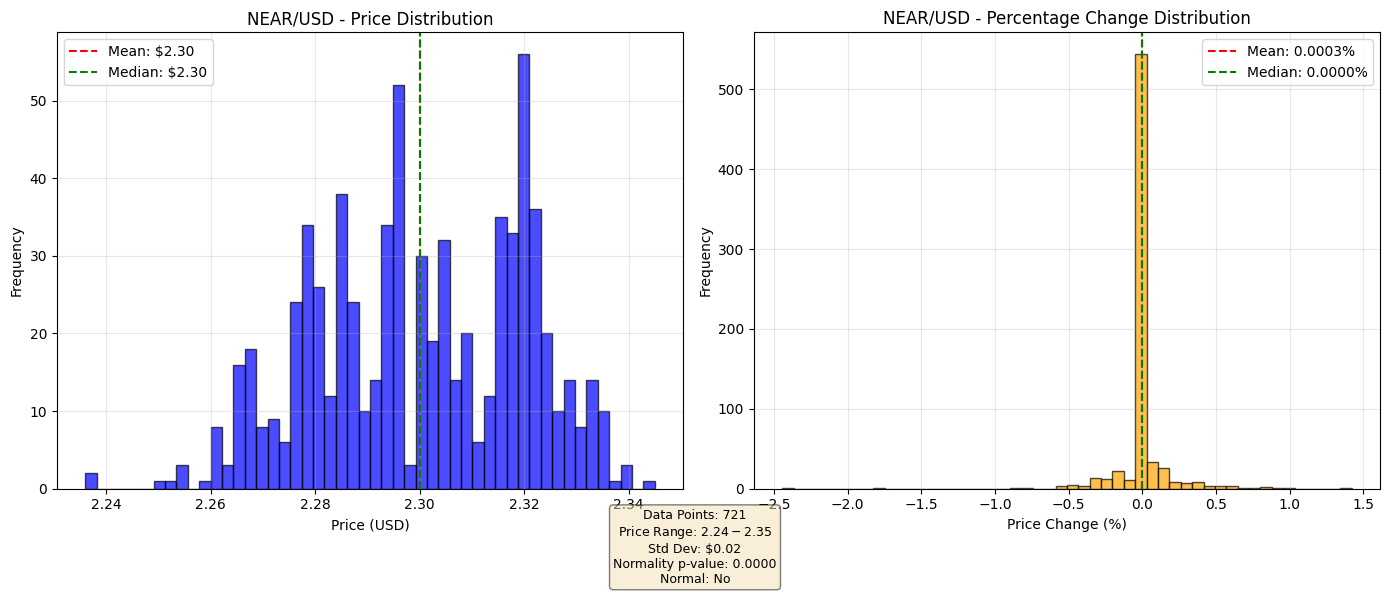 NEAR/USD - Price Distribution
Mean: $2.30
Median: $2.30
Frequency
50
40
30
20
10
0
2.24
2.26
2.28
2.30
2.32
2.34
Price (USD)
NEAR/USD - Percentage Change Distribution
Mean: 0.0003%
Median: 0.0000%
Frequency
500
400
300
200
100
0
−2.5
−2.0
−1.5
−1.0
−0.5
0.0
0.5
1.0
1.5
Price Change (%)
Data Points: 721
Price Range: 2.24 − 2.35
Std Dev: $0.02
Normality p-value: 0.0000
Normal: No